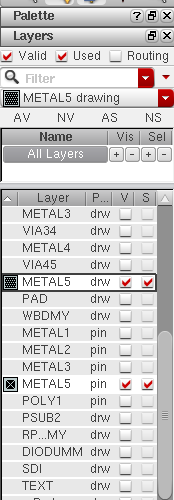 Palette
Layers
Valid Used Routing
Filter
METAL5 drawing
AV NV AS NS
Name Vis Sel
All Layers + - + -
Layer P... V S
METAL3 drw
VIA34 drw
METAL4 drw
VIA45 drw
METAL5 drw
PAD drw
WBDMY drw
METAL1 pin
METAL2 pin
METAL3 pin
METAL5 pin
POLY1 pin
PSUB2 drw
RP...MY drw
DIODUMM drw
SDI drw
TEXT drw